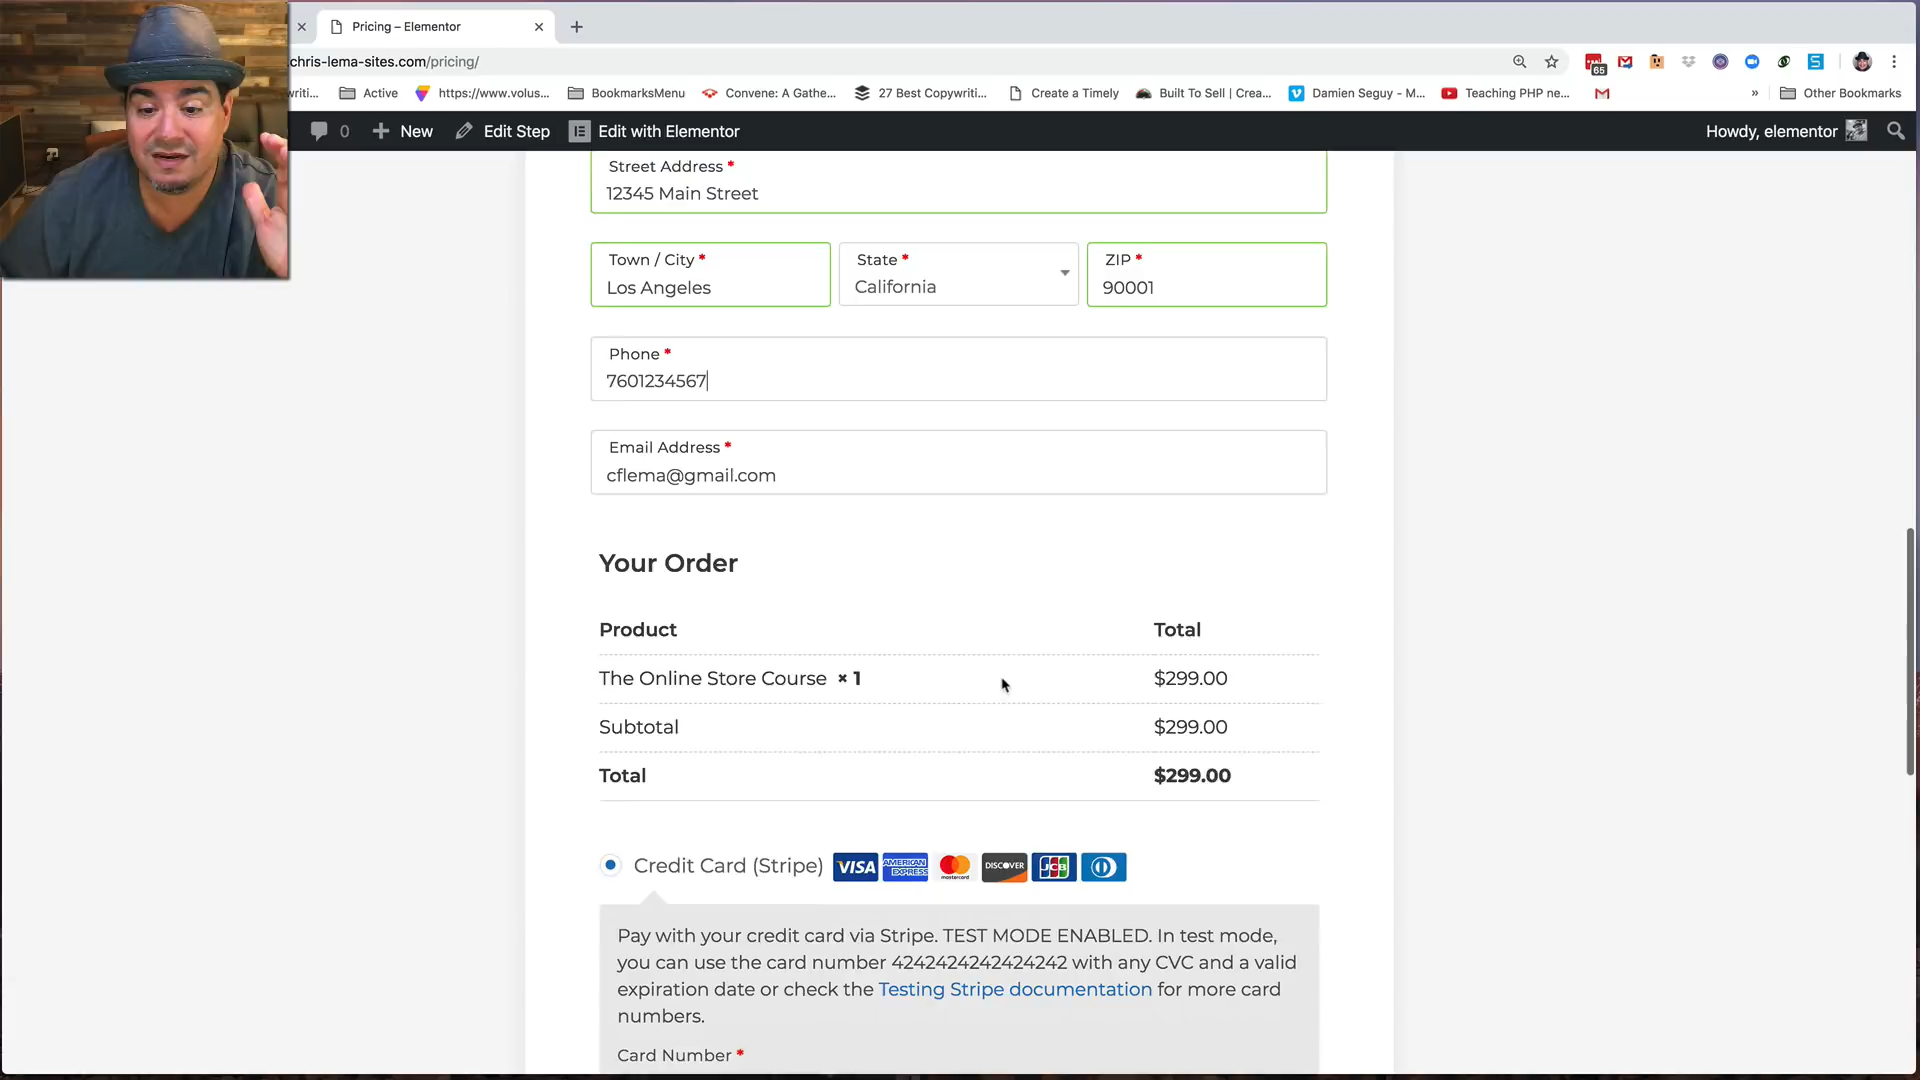 Pricing – Elementor
chris-lema-sites.com/pricing/
65
S
writi...
Active
https://www.volus...
BookmarksMenu
Convene: A Gathe...
27 Best Copywriti...
Create a Timely
Built To Sell | Crea...
Damien Seguy - M...
Teaching PHP ne...
»
Other Bookmarks
0
New
Edit Step
Edit with Elementor
Howdy, elementor
Street Address *
12345 Main Street
Town / City *
Los Angeles
State *
California
ZIP *
90001
Phone *
7601234567
Email Address *
cflema@gmail.com
Your Order
Product Total
The Online Store Course × 1 $299.00
Subtotal $299.00
Total $299.00
Credit Card (Stripe) VISA AMERICAN EXPRESS mastercard DISCOVER JCB
Pay with your credit card via Stripe. TEST MODE ENABLED. In test mode,
you can use the card number 4242424242424242 with any CVC and a valid
expiration date or check the Testing Stripe documentation for more card
numbers.
Card Number *